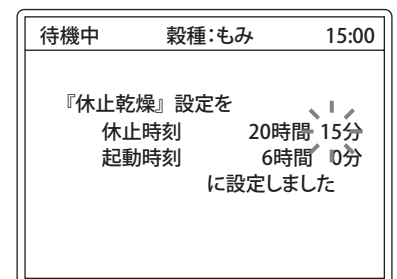 待機中 穀種:もみ 15:00
『休止乾燥』設定を
休止時刻 20時間 15分
起動時刻 6時間 0分
に設定しました